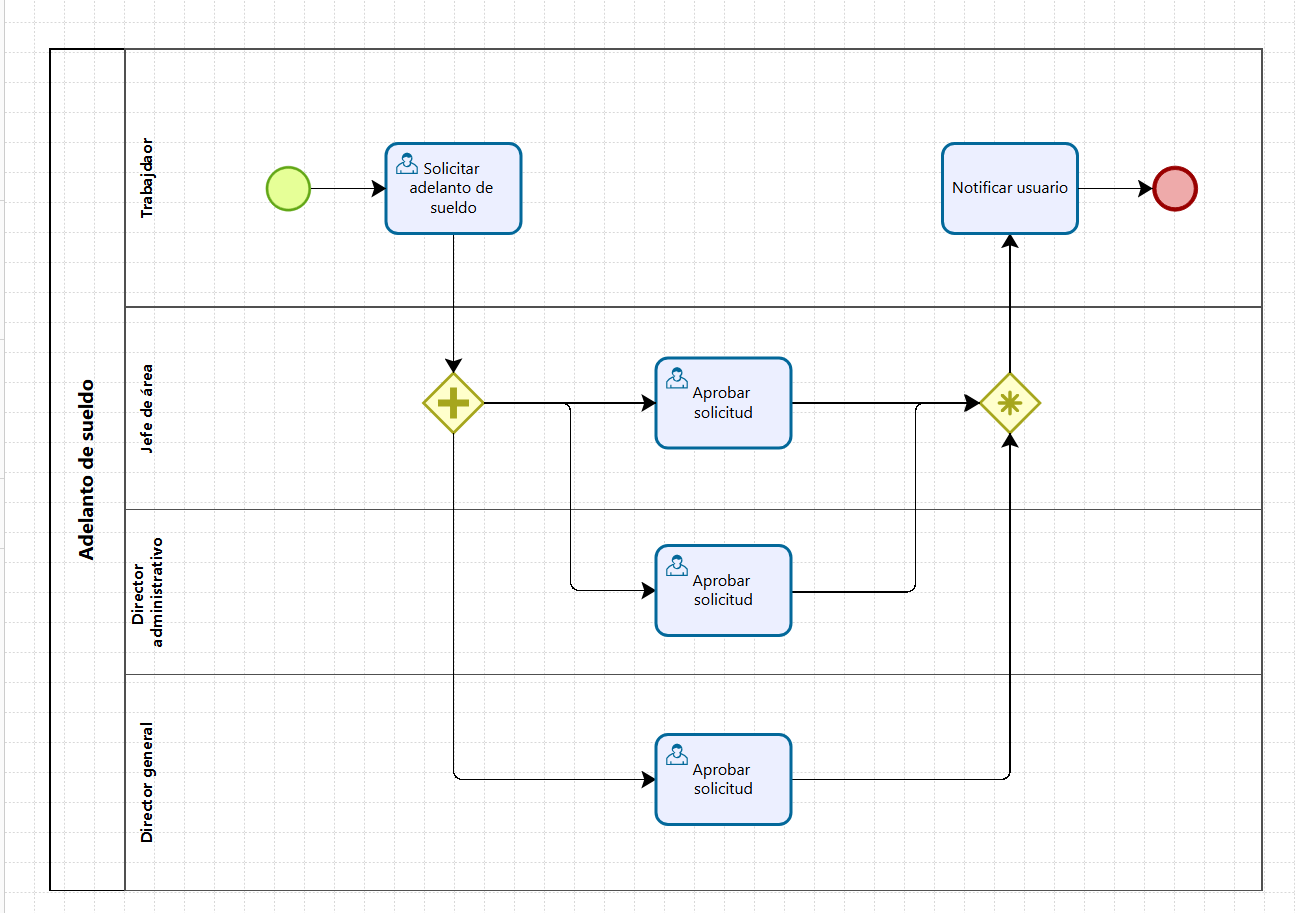 Adelanto de sueldo
Trabajdaor
Solicitar
adelanto de
sueldo
Notificar usuario
Jefe de área
Aprobar
solicitud
Director
administrativo
Aprobar
solicitud
Director general
Aprobar
solicitud